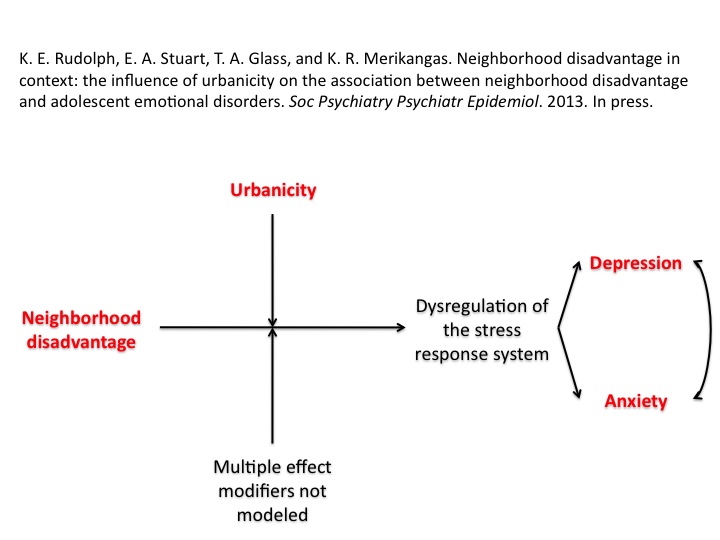 K. E. Rudolph, E. A. Stuart, T. A. Glass, and K. R. Merikangas. Neighborhood disadvantage in
context: the influence of urbanicity on the association between neighborhood disadvantage
and adolescent emotional disorders. Soc Psychiatry Psychiatr Epidemiol. 2013. In press.
Urbanicity
Depression
Neighborhood
disadvantage
Dysregulation of
the stress
response system
Anxiety
Multiple effect
modifiers not
modeled